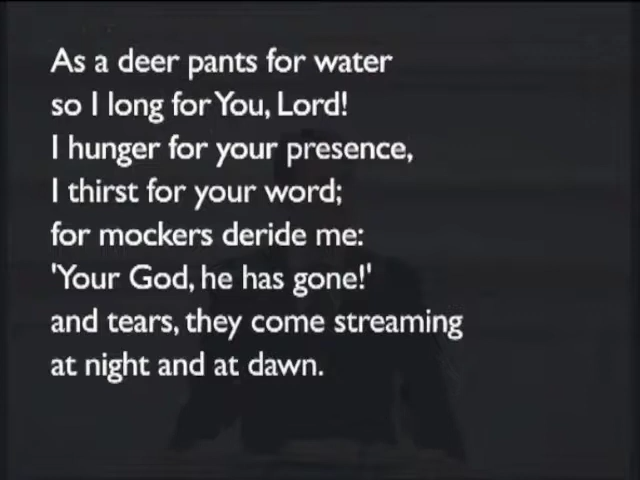 As a deer pants for water
so I long for You, Lord!
I hunger for your presence,
I thirst for your word;
for mockers deride me:
'Your God, he has gone!'
and tears, they come streaming
at night and at dawn.